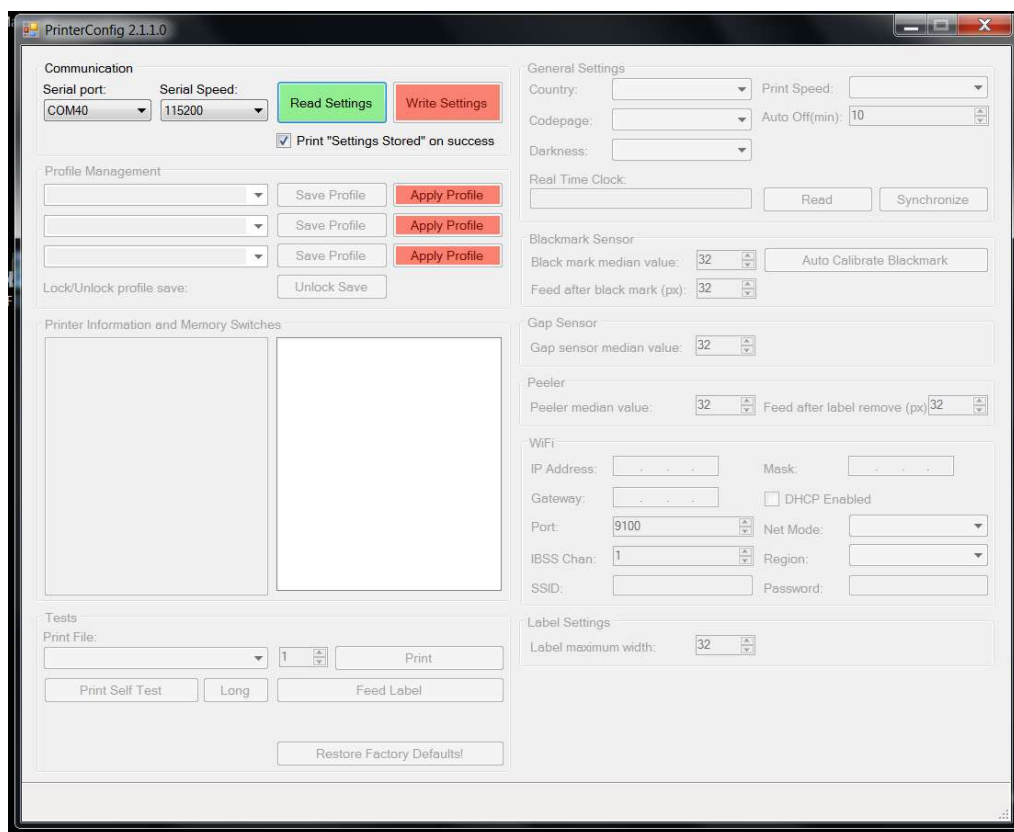 PrinterConfig 2.1.1.0
Communication
Serial port: Serial Speed:
COM40 115200 Read Settings Write Settings
Print "Settings Stored" on success
Profile Management
Save Profile Apply Profile
Save Profile Apply Profile
Save Profile Apply Profile
Lock/Unlock profile save: Unlock Save
Printer Information and Memory Switches
Tests
Print File:
1 Print
Print Self Test Long Feed Label
Restore Factory Defaults!
General Settings
Country: Print Speed:
Codepage: Auto Off(min): 10
Darkness:
Real Time Clock:
Read Synchronize
Blackmark Sensor
Black mark median value: 32 Auto Calibrate Blackmark
Feed after black mark (px): 32
Gap Sensor
Gap sensor median value: 32
Peeler
Peeler median value: 32 Feed after label remove (px) 32
WiFi
IP Address: . . . Mask: . . .
Gateway: . . . DHCP Enabled
Port: 9100 Net Mode:
IBSS Chan: 1 Region:
SSID: Password:
Label Settings
Label maximum width: 32